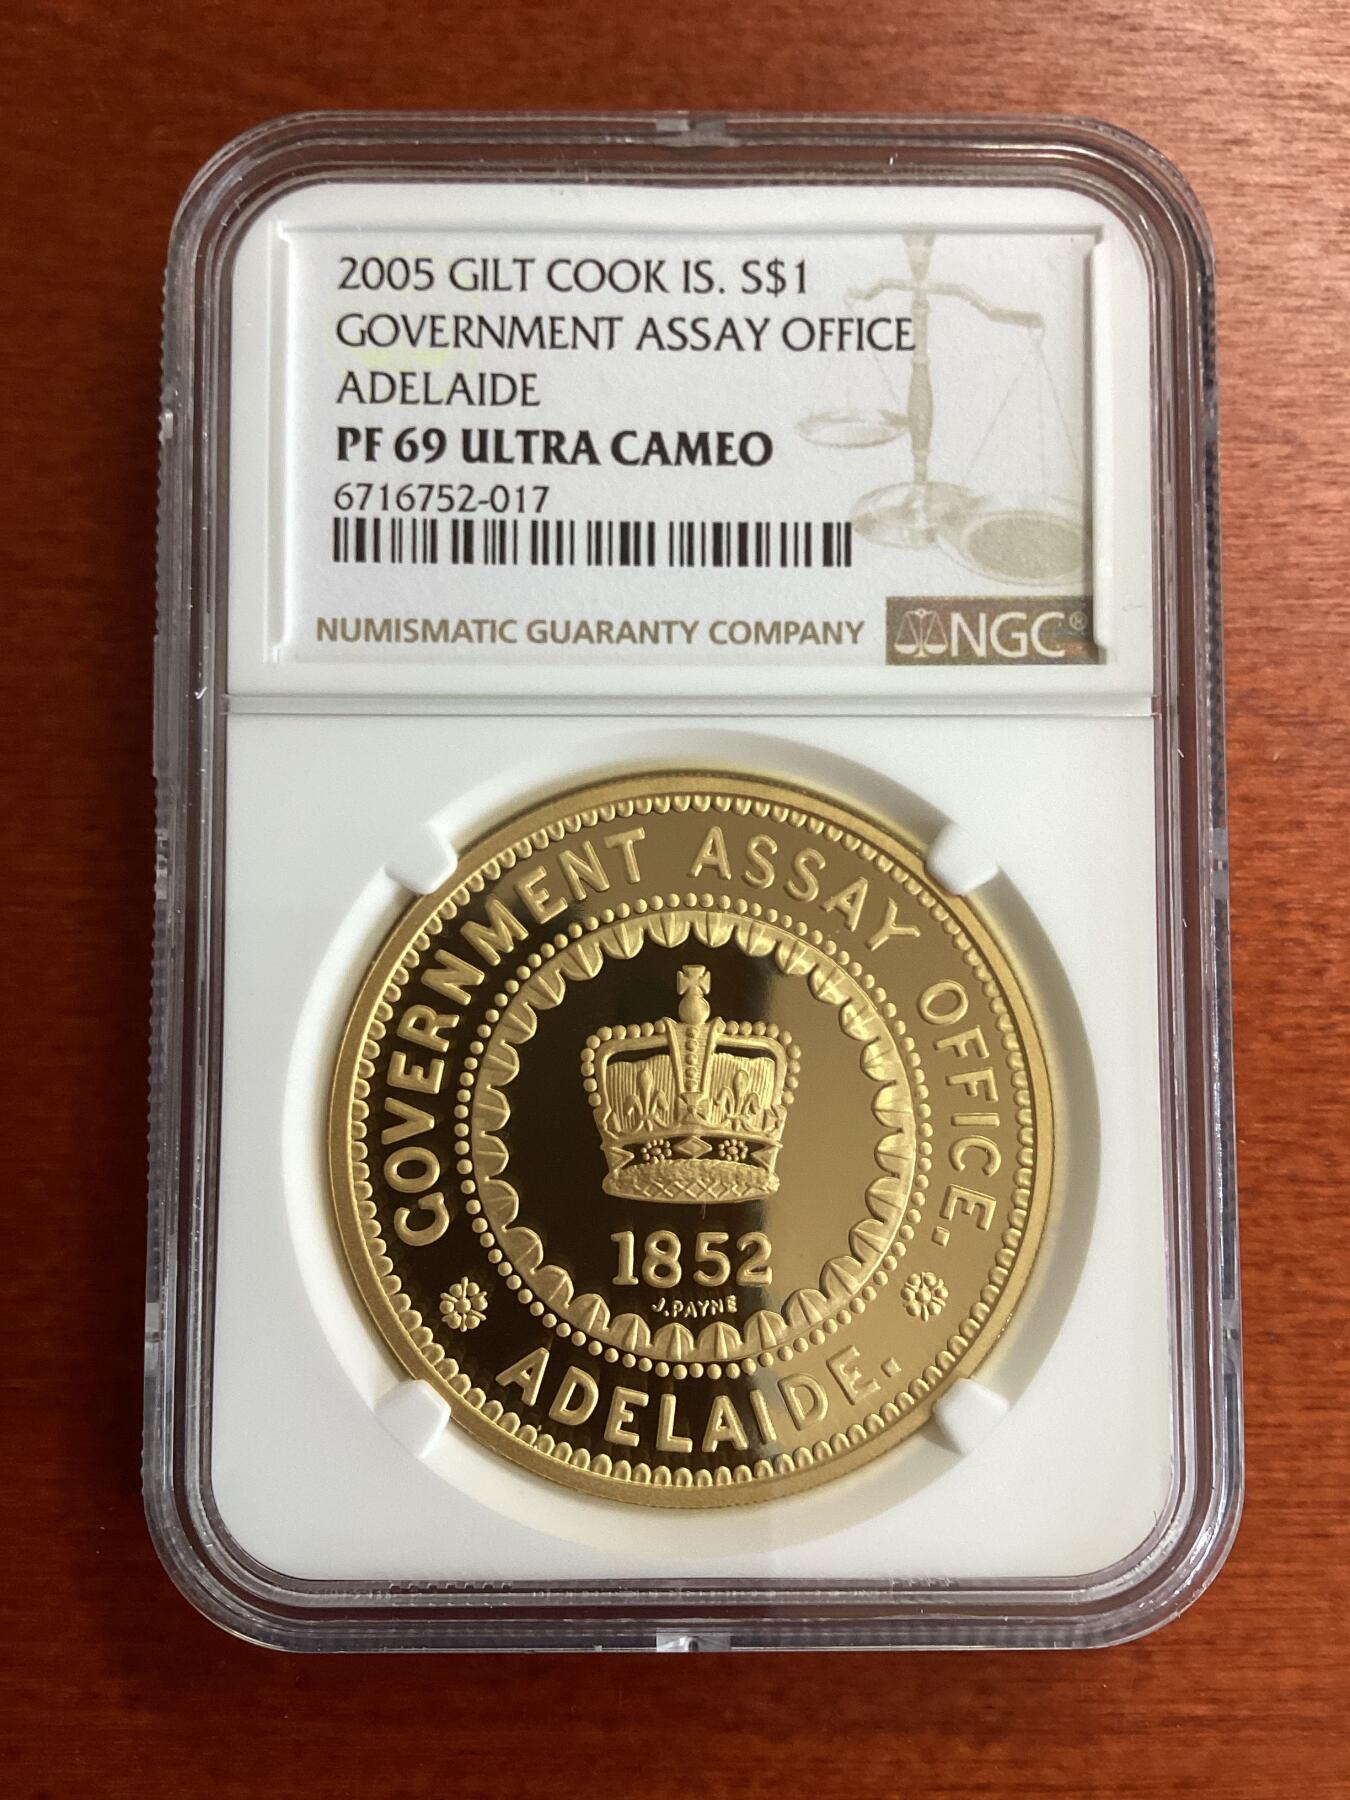 2005 GILT COOK IS. S$1
GOVERNMENT ASSAY OFFICE
ADELAIDE
PF 69 ULTRA CAMEO
6716752-017
NUMISMATIC GUARANTY COMPANY
NGC®
GOVERNMENT ASSAY OFFICE.
1852
J.PAYNE
ADELAIDE.